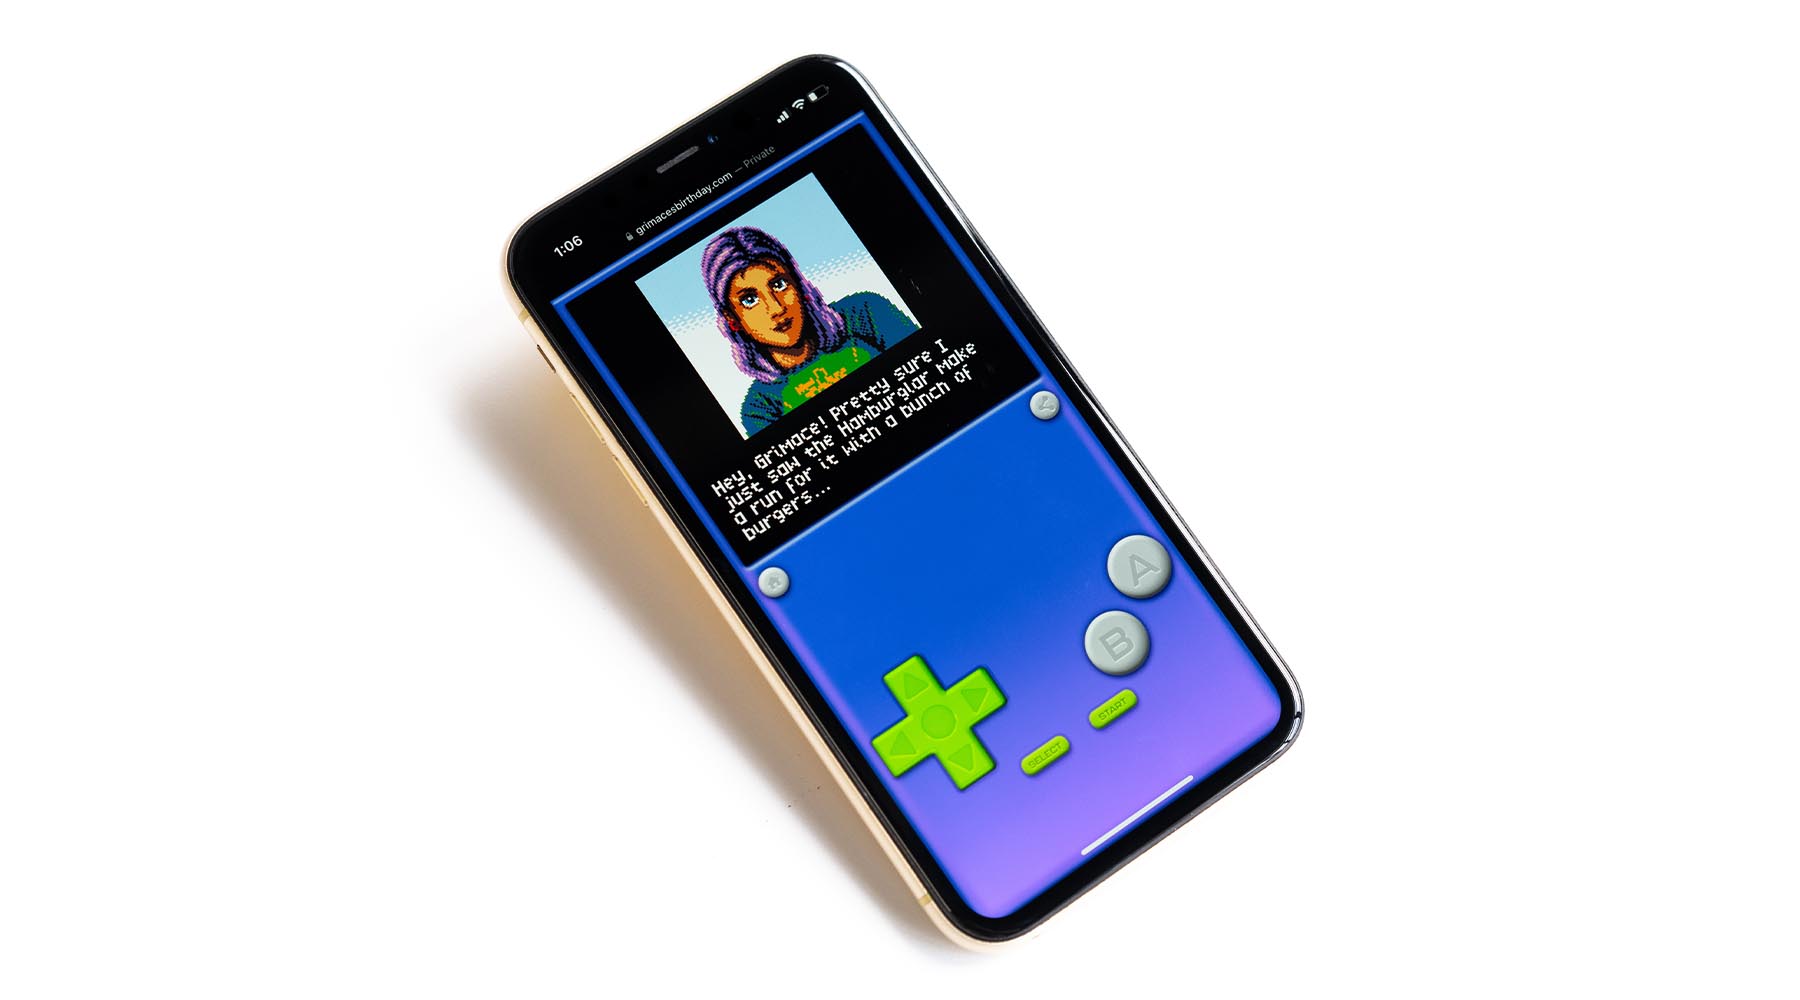 1:06
grimacesbirthday.com — Private
Hey, Grimace! Pretty sure I
just saw the Hamburglar make
a run for it with a bunch of
burgers...
A
B
START
SELECT